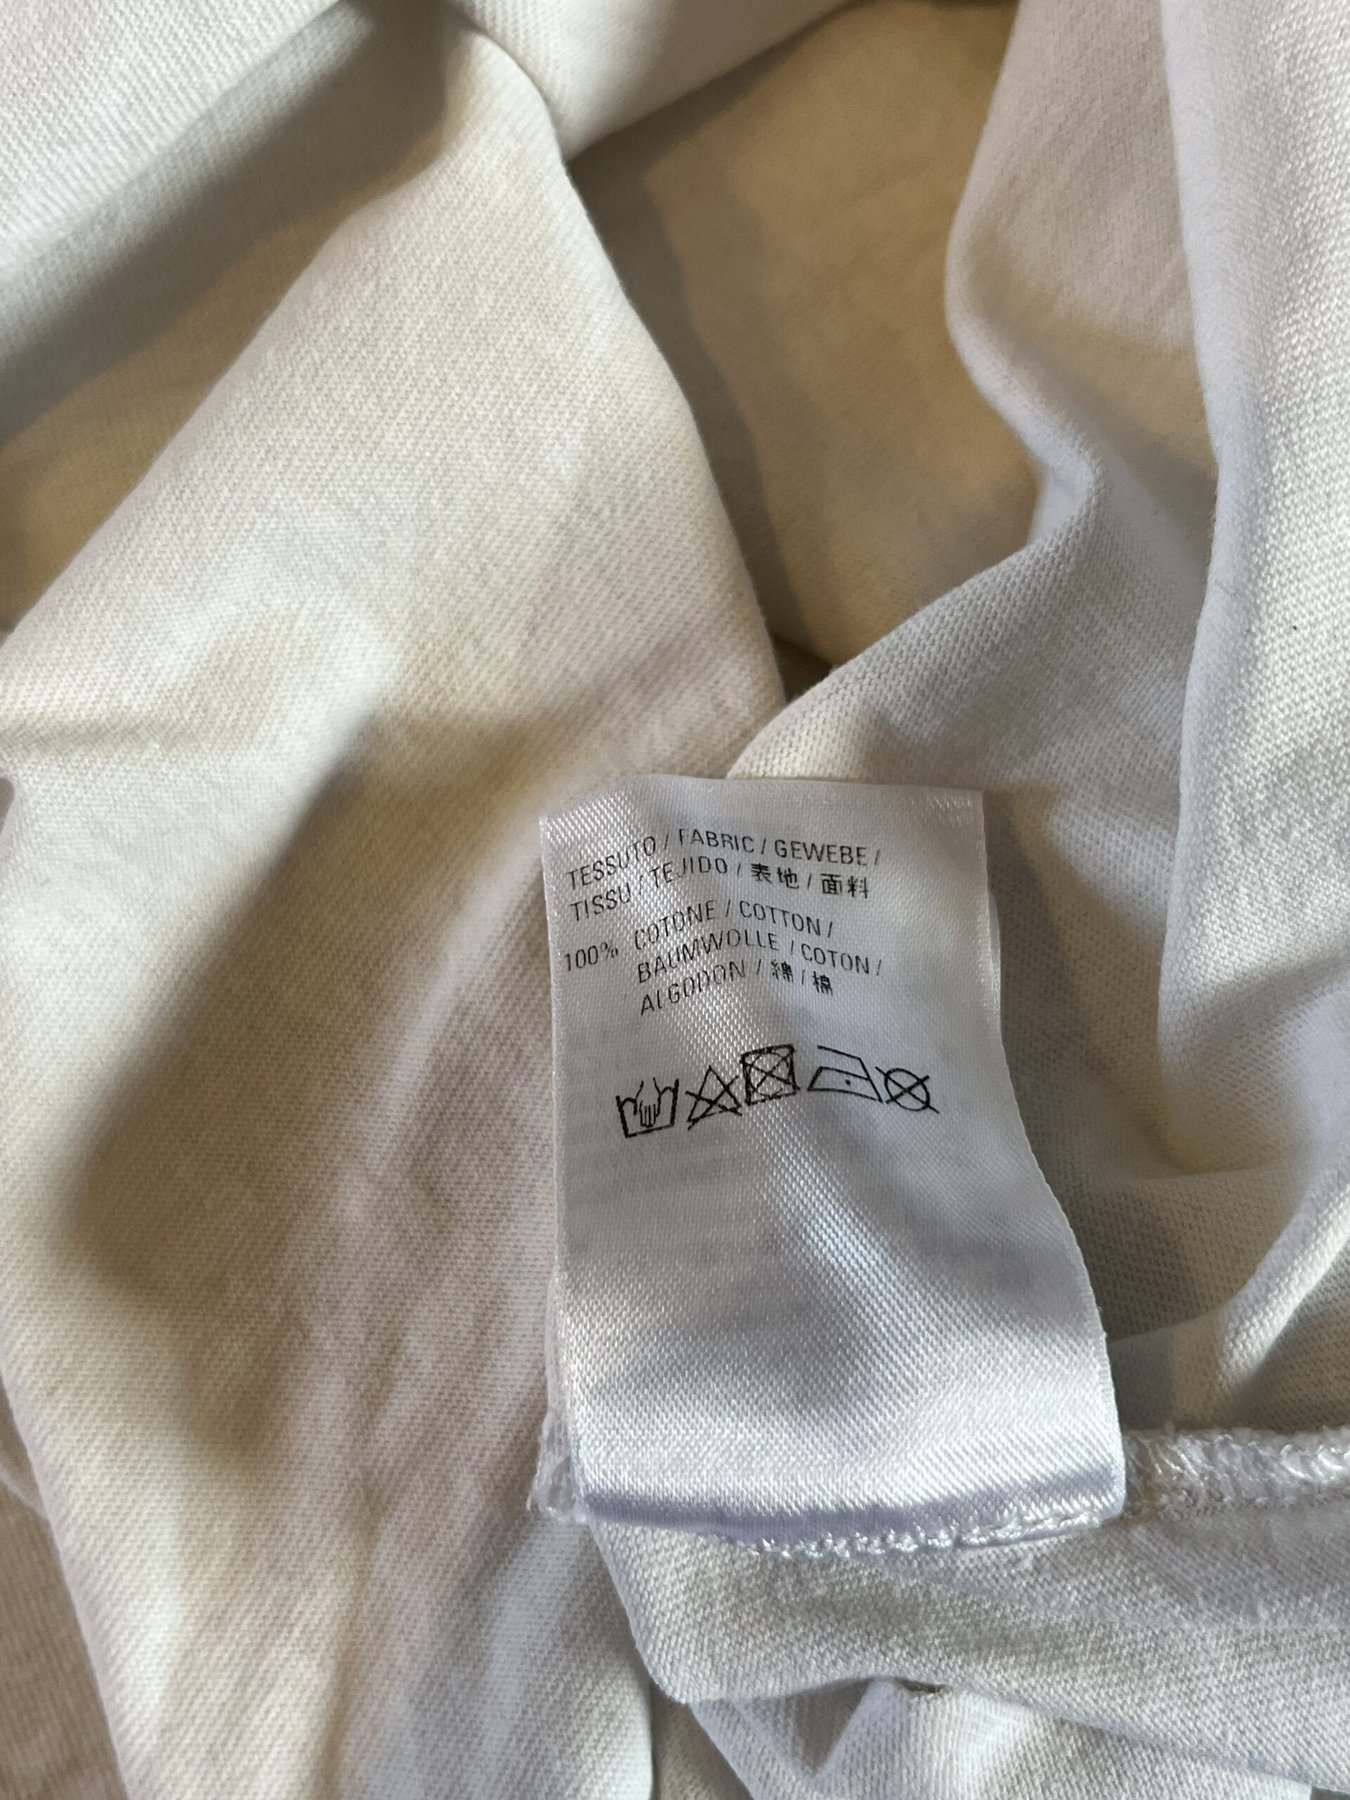 TESSUTO / FABRIC / GEWEBE /
TISSU / TEJIDO / 表地 / 面料
100% COTONE / COTTON /
BAUMWOLLE / COTON /
ALGODON / 綿 / 棉